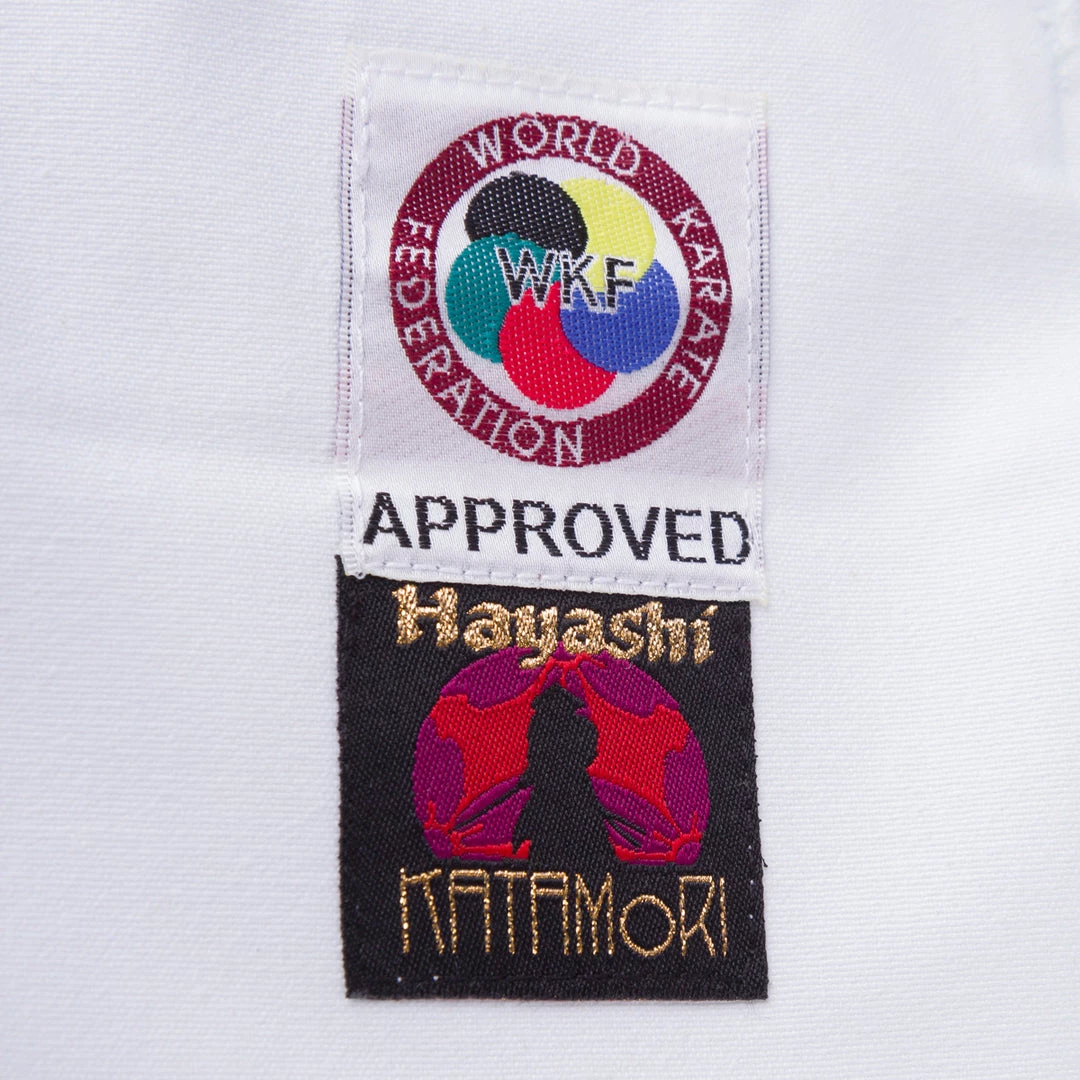 WORLD KARATE FEDERATION
WKF
APPROVED
Hayashi
KATAMORI